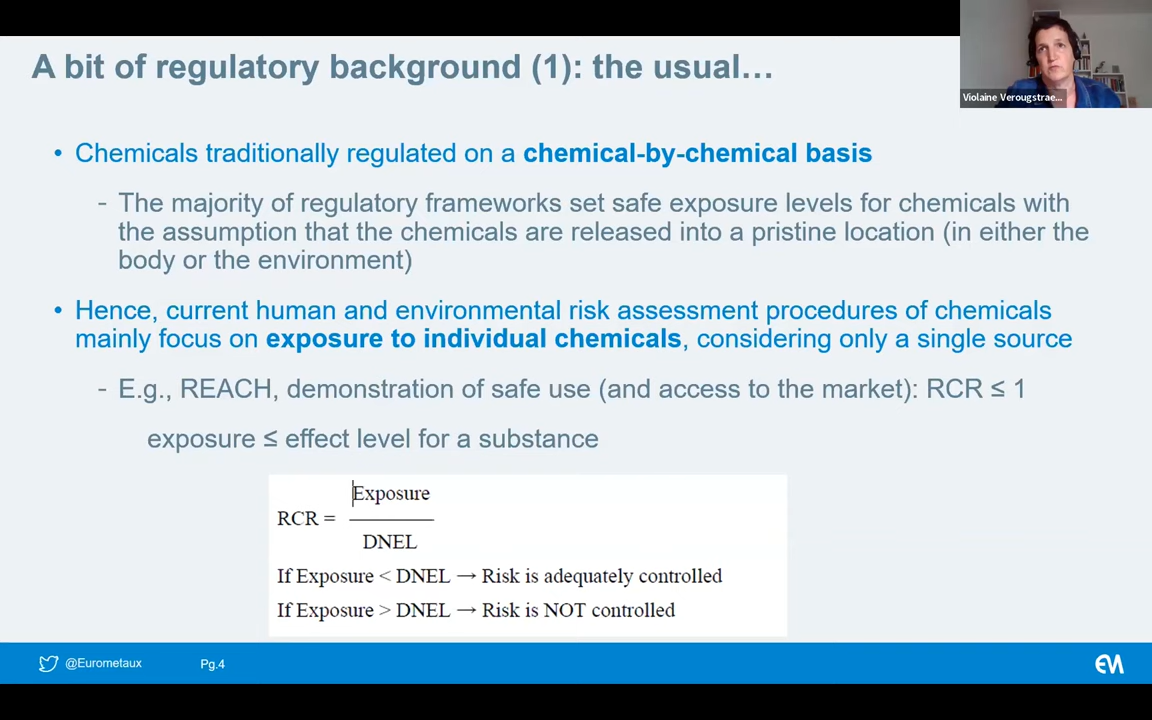 A bit of regulatory background (1): the usual…
Violaine Verougstrae...
• Chemicals traditionally regulated on a chemical-by-chemical basis
- The majority of regulatory frameworks set safe exposure levels for chemicals with
the assumption that the chemicals are released into a pristine location (in either the
body or the environment)
• Hence, current human and environmental risk assessment procedures of chemicals
mainly focus on exposure to individual chemicals, considering only a single source
- E.g., REACH, demonstration of safe use (and access to the market): RCR ≤ 1
exposure ≤ effect level for a substance
Exposure
RCR =
DNEL
If Exposure < DNEL → Risk is adequately controlled
If Exposure > DNEL → Risk is NOT controlled
@Eurometaux
Pg.4
EM